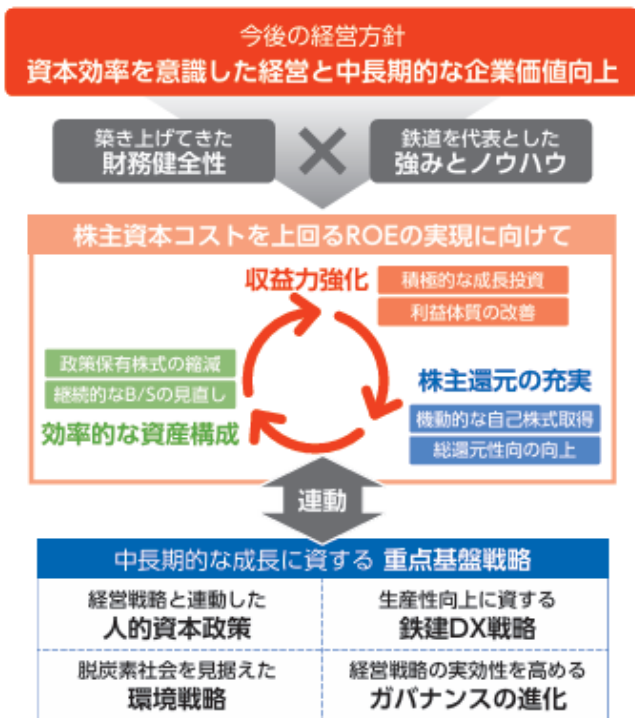 今後の経営方針
資本効率を意識した経営と中長期的な企業価値向上
築き上げてきた
財務健全性
鉄道を代表とした
強みとノウハウ
株主資本コストを上回るROEの実現に向けて
収益力強化
積極的な成長投資
利益体質の改善
株主還元の充実
機動的な自己株式取得
総還元性向の向上
政策保有株式の縮減
継続的なB/Sの見直し
効率的な資産構成
連動
中長期的な成長に資する 重点基盤戦略
経営戦略と連動した
人的資本政策
生産性向上に資する
鉄建DX戦略
脱炭素社会を見据えた
環境戦略
経営戦略の実効性を高める
ガバナンスの進化